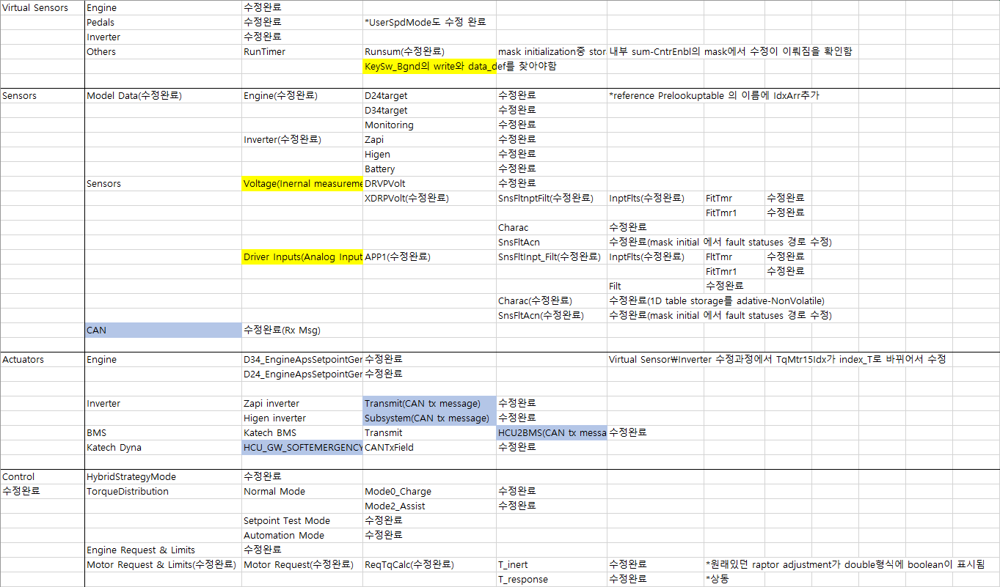 Virtual Sensors Engine 수정완료
Pedals 수정완료 *UserSpdMode도 수정 완료
Inverter 수정완료
Others RunTimer Runsum(수정완료) mask initialization중 stor 내부 sum-CntrEnbl의 mask에서 수정이 이뤄짐을 확인함
KeySw_Bgnd의 write와 data_def를 찾아야함
Sensors Model Data(수정완료) Engine(수정완료) D24target 수정완료 *reference Prelookuptable 의 이름에 IdxArr추가
D34target 수정완료
Monitoring 수정완료
Inverter(수정완료) Zapi 수정완료
Higen 수정완료
Battery 수정완료
Sensors Voltage(Inernal measureme DRVPVolt 수정완료
XDRPVolt(수정완료) SnsFltnptFilt(수정완료) InptFlts(수정완료) FitTmr 수정완료
FitTmr1 수정완료
Charac 수정완료
SnsFltAcn 수정완료(mask initial 에서 fault statuses 경로 수정)
Driver Inputs(Analog Input APP1(수정완료) SnsFltInpt_Filt(수정완료) InptFlts(수정완료) FltTmr 수정완료
FitTmr1 수정완료
Filt 수정완료
Charac(수정완료) 수정완료(1D table storage를 adative-NonVolatile)
SnsFltAcn(수정완료) 수정완료(mask initial 에서 fault statuses 경로 수정)
CAN 수정완료(Rx Msg)
Actuators Engine D34_EngineApsSetpointGer 수정완료 Virtual Sensor₩Inverter 수정과정에서 TqMtr15Idx가 index_T로 바뀌어서 수정
D24_EngineApsSetpointGer 수정완료
Inverter Zapi inverter Transmit(CAN tx message) 수정완료
Higen inverter Subsystem(CAN tx message) 수정완료
BMS Katech BMS Transmit HCU2BMS(CAN tx messa 수정완료
Katech Dyna HCU_GW_SOFTEMERGENCY CANTxField 수정완료
Control HybridStrategyMode 수정완료
수정완료 TorqueDistribution Normal Mode Mode0_Charge 수정완료
Mode2_Assist 수정완료
Setpoint Test Mode 수정완료
Automation Mode 수정완료
Engine Request & Limits 수정완료
Motor Request & Limits(수정완료) Motor Request(수정완료) ReqTqCalc(수정완료) T_inert 수정완료 *원래있던 raptor adjustment가 double형식에 boolean이 표시됨
T_response 수정완료 *상동